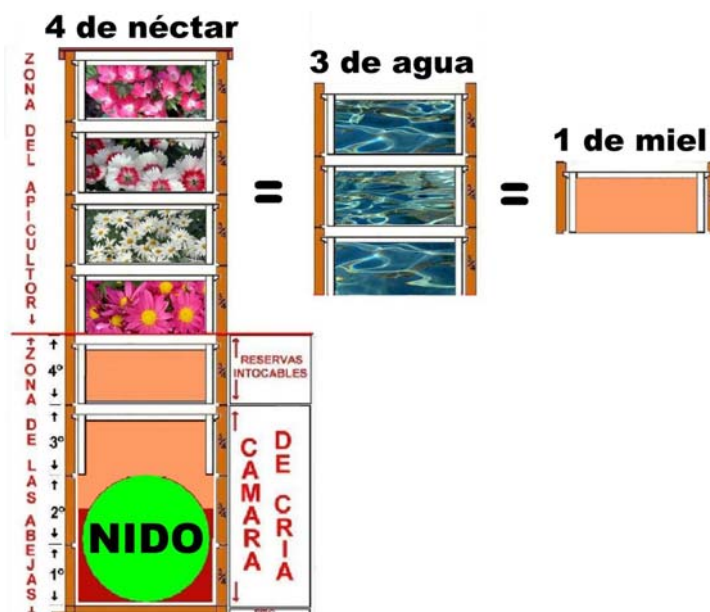 4 de néctar
=
3 de agua
=
1 de miel
ZONA DEL APICULTOR
ZONA DE LAS ABEJAS
4º
3º
2º
1º
RESERVAS
INTOCABLES
CAMARA
DE CRIA
NIDO